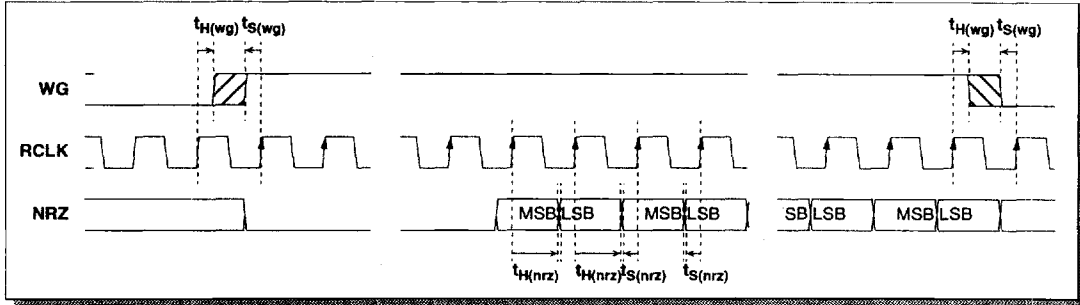 tH(wg) tS(wg) tH(wg) tS(wg)
WG
RCLK
NRZ MSB LSB MSB LSB SB LSB MSB LSB
tH(nrz) tH(nrz) tS(nrz) tS(nrz)